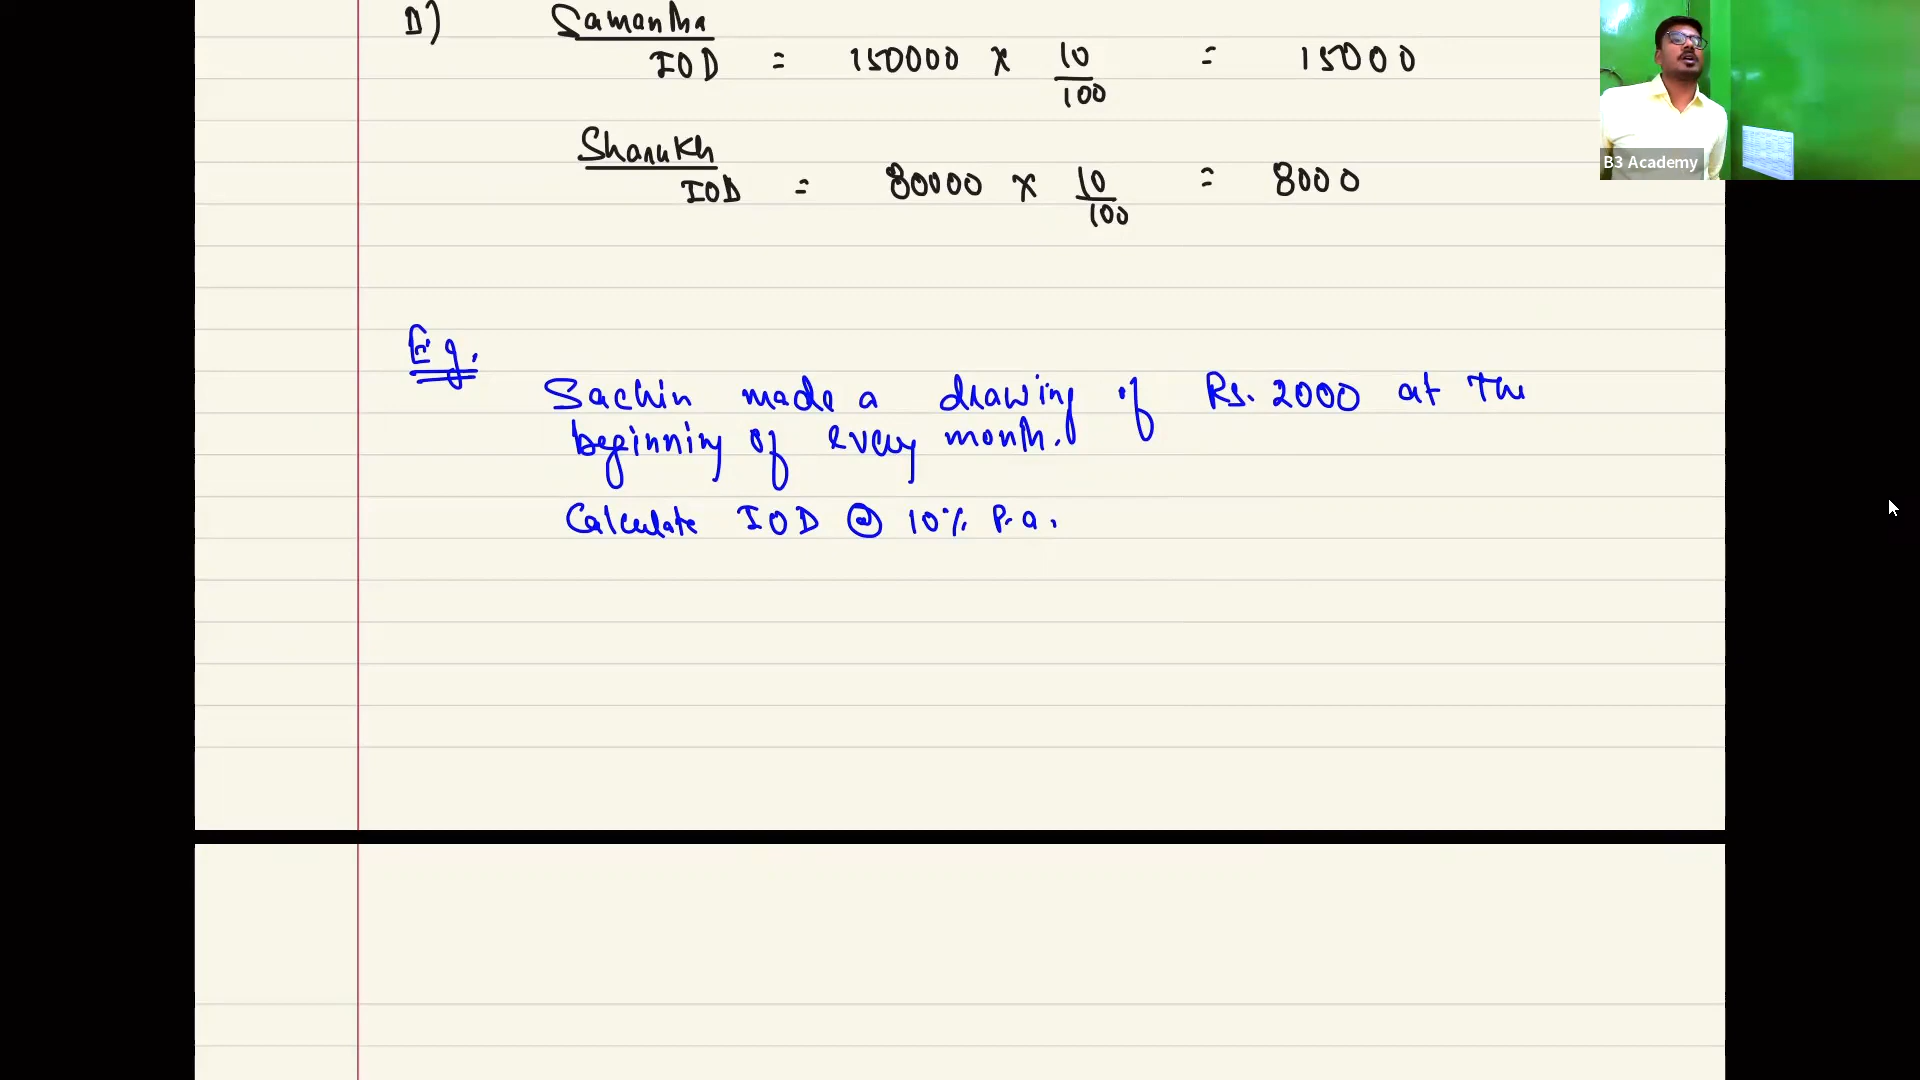 D) Samantha
IOD = 150000 x 10/100 = 15000
Sharukh
IOD = 80000 x 10/100 = 8000
Eg.
Sachin made a drawing of Rs. 2000 at the
beginning of every month.
Calculate IOD @ 10% P.a.
B3 Academy